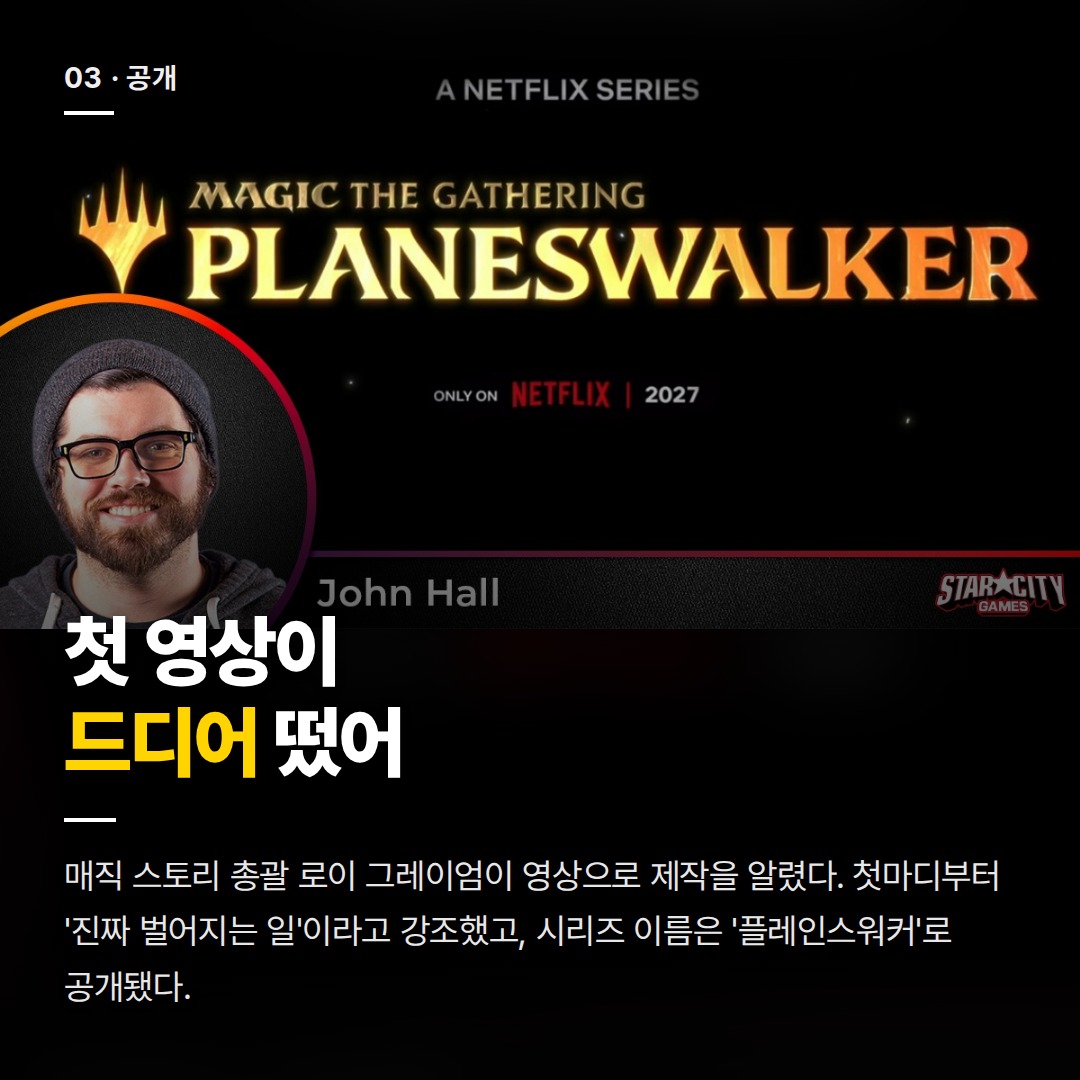 03 · 공개
A NETFLIX SERIES
MAGIC THE GATHERING
PLANESWALKER
ONLY ON NETFLIX | 2027
John Hall
STAR CITY
GAMES
첫 영상이
드디어 떴어
매직 스토리 총괄 로이 그레이엄이 영상으로 제작을 알렸다. 첫마디부터
'진짜 벌어지는 일'이라고 강조했고, 시리즈 이름은 '플레인스워커'로
공개됐다.